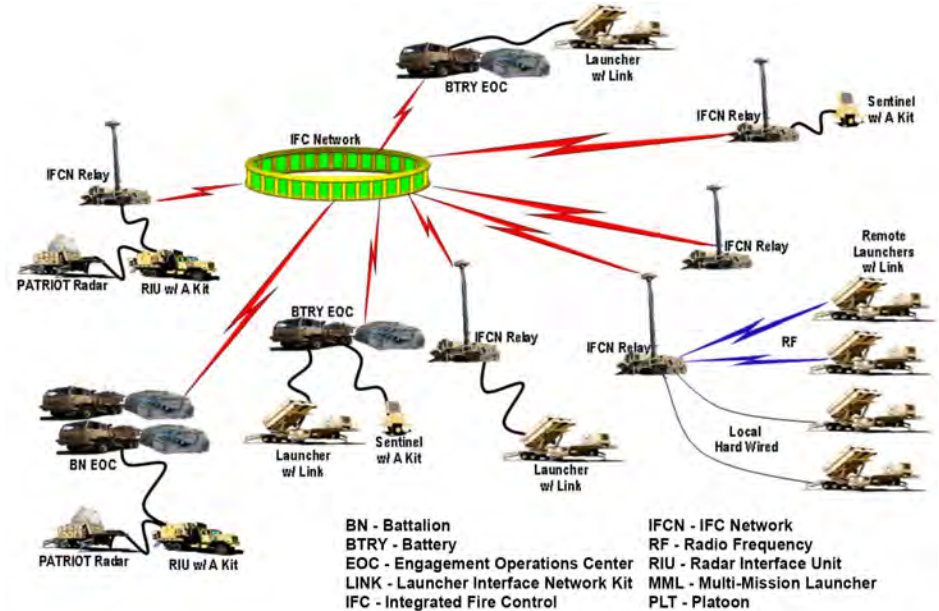 Launcher
w/ Link
BTRY EOC
IFCN Relay
Sentinel
w/ A Kit
IFC Network
IFCN Relay
PATRIOT Radar
RIU w/ A Kit
IFCN Relay
Remote
Launchers
w/ Link
BTRY EOC
IFCN Relay
IFCN Relay
RF
Launcher
w/ Link
Sentinel
w/ A Kit
Launcher
w/ Link
Local
Hard Wired
BN EOC
PATRIOT Radar
RIU w/ A Kit
BN - Battalion
BTRY - Battery
EOC - Engagement Operations Center
LINK - Launcher Interface Network Kit
IFC - Integrated Fire Control
IFCN - IFC Network
RF - Radio Frequency
RIU - Radar Interface Unit
MML - Multi-Mission Launcher
PLT - Platoon